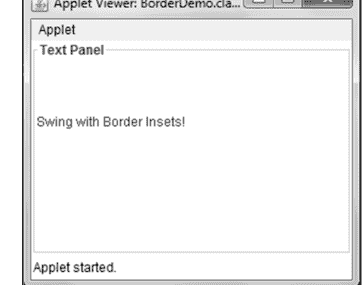 Applet Viewer: BorderDemo.cla...
Applet
Text Panel
Swing with Border Insets!
Applet started.